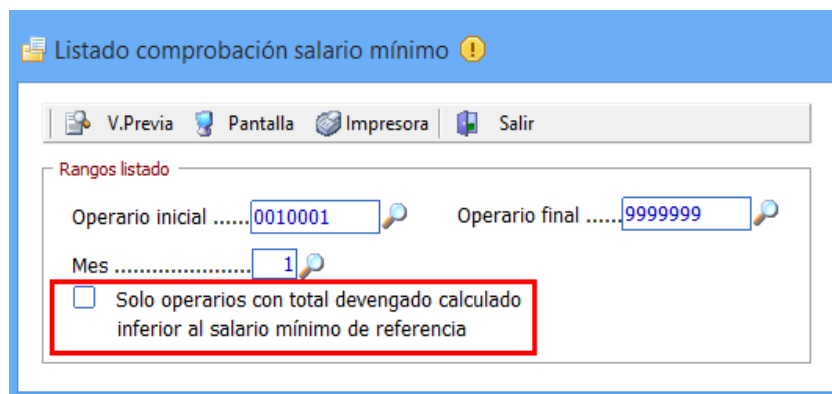 Listado comprobación salario mínimo
V.Previa Pantalla Impresora Salir
Rangos listado
Operario inicial ......0010001 Operario final ......9999999
Mes ...................... 1
Solo operarios con total devengado calculado
inferior al salario mínimo de referencia